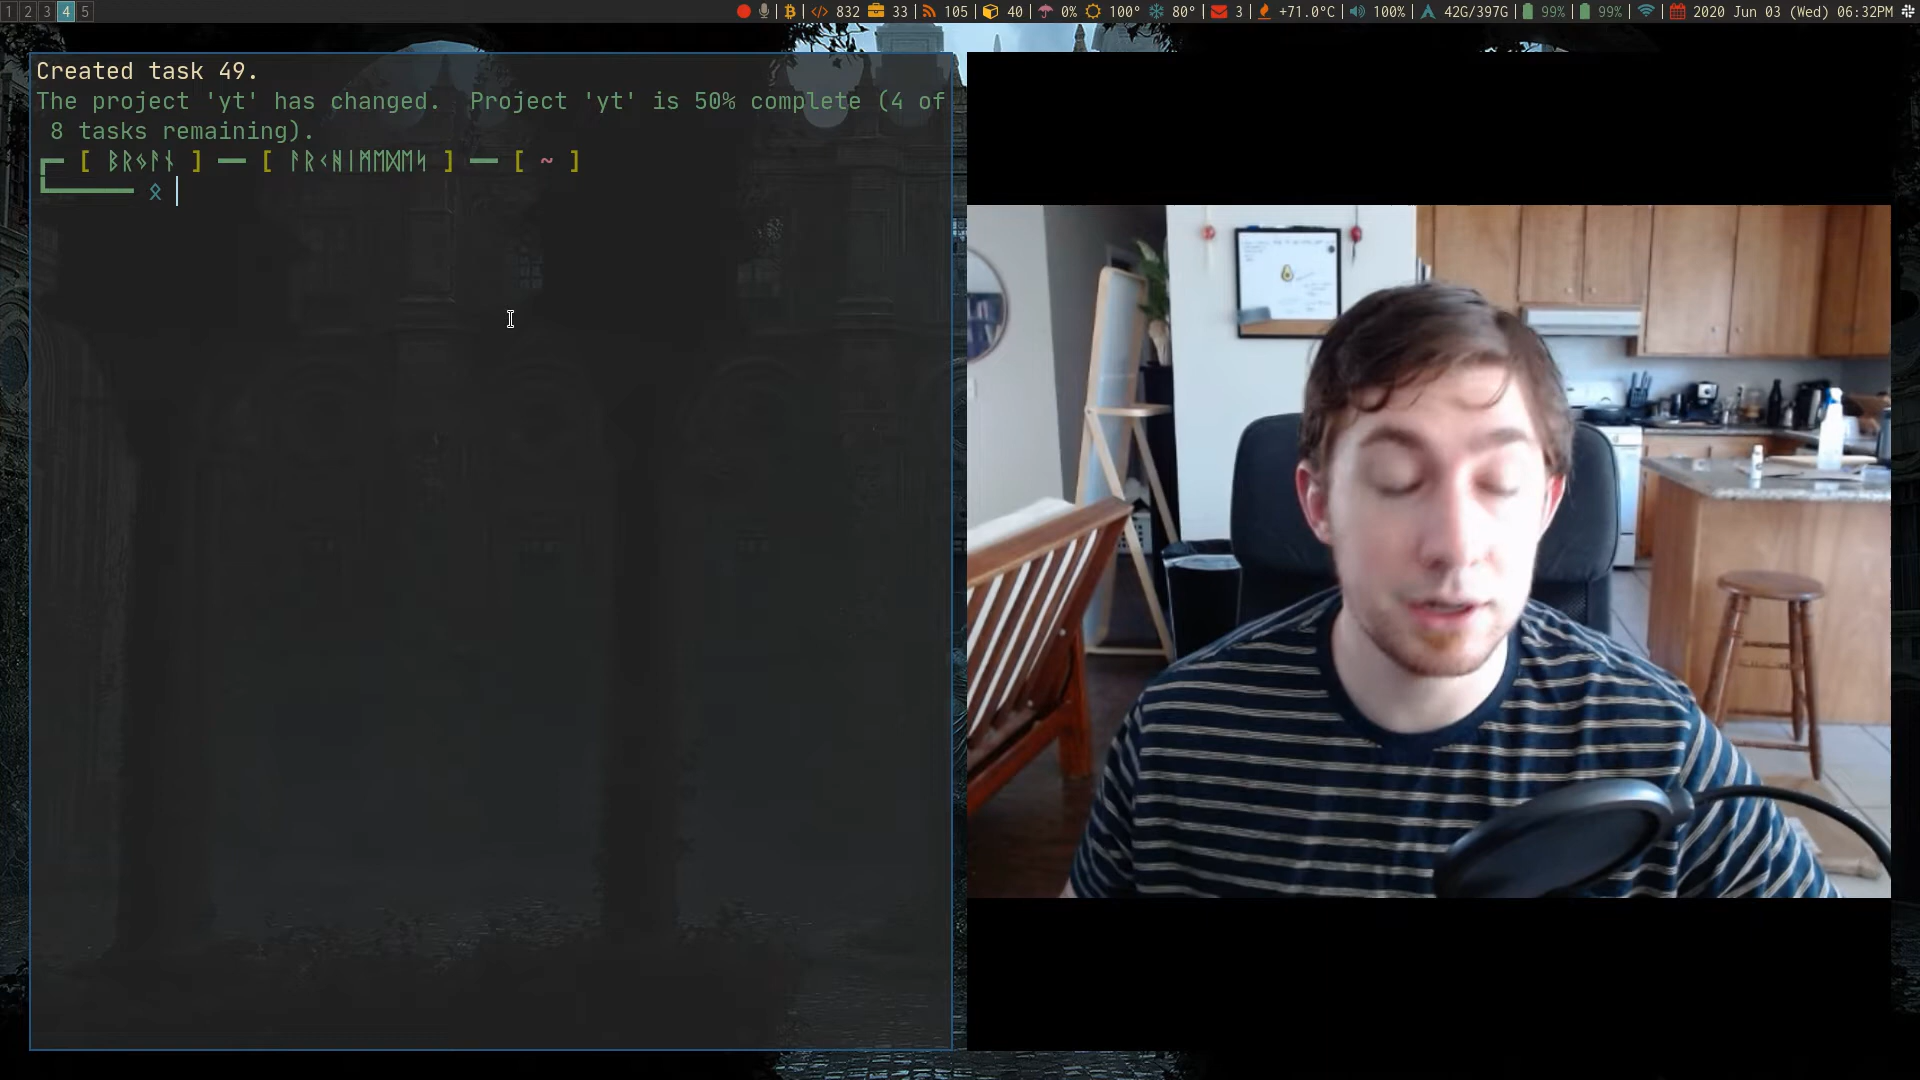 1 2 3 4 5 832 33 105 40 0% 100° 80° 3 +71.0°C 100% 42G/397G 99% 99% 2020 Jun 03 (Wed) 06:32PM
Created task 49.
The project 'yt' has changed.  Project 'yt' is 50% complete (4 of
8 tasks remaining).
[ ᛒᚱᛃᚨᚾ ] ── [ ᚨᚱᚲᚺᛁᛗᛖᛞᛖᛋ ] ── [ ~ ]
ᛟ